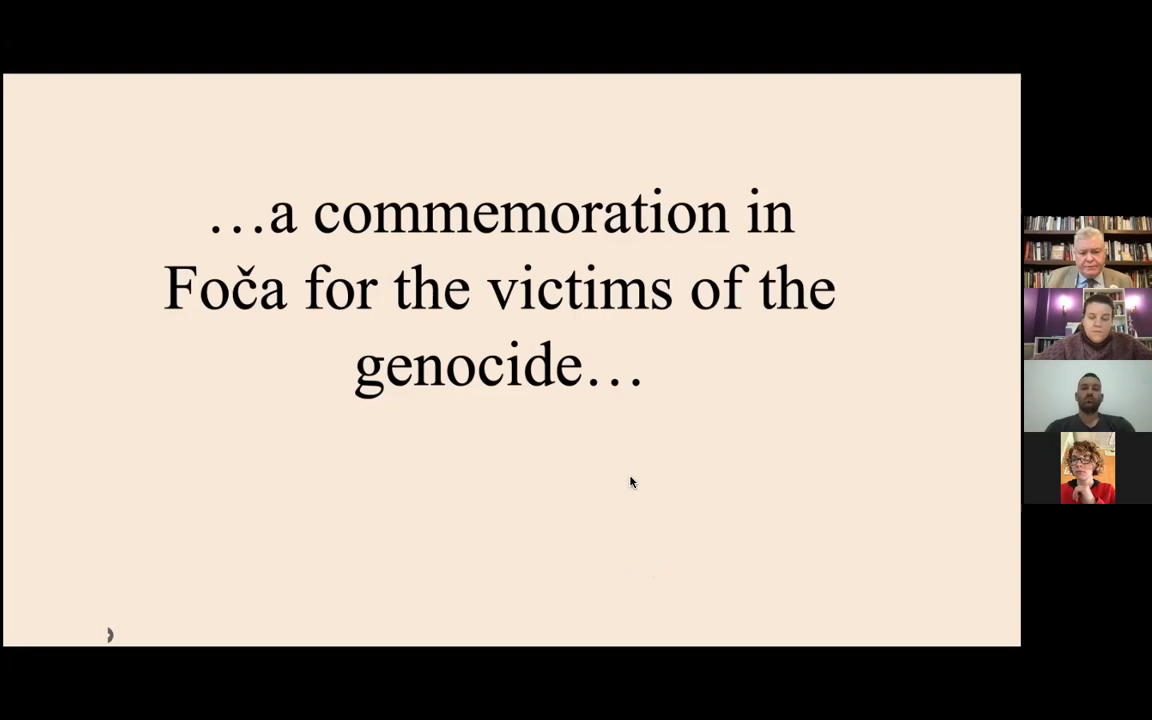 …a commemoration in
Foča for the victims of the
genocide…